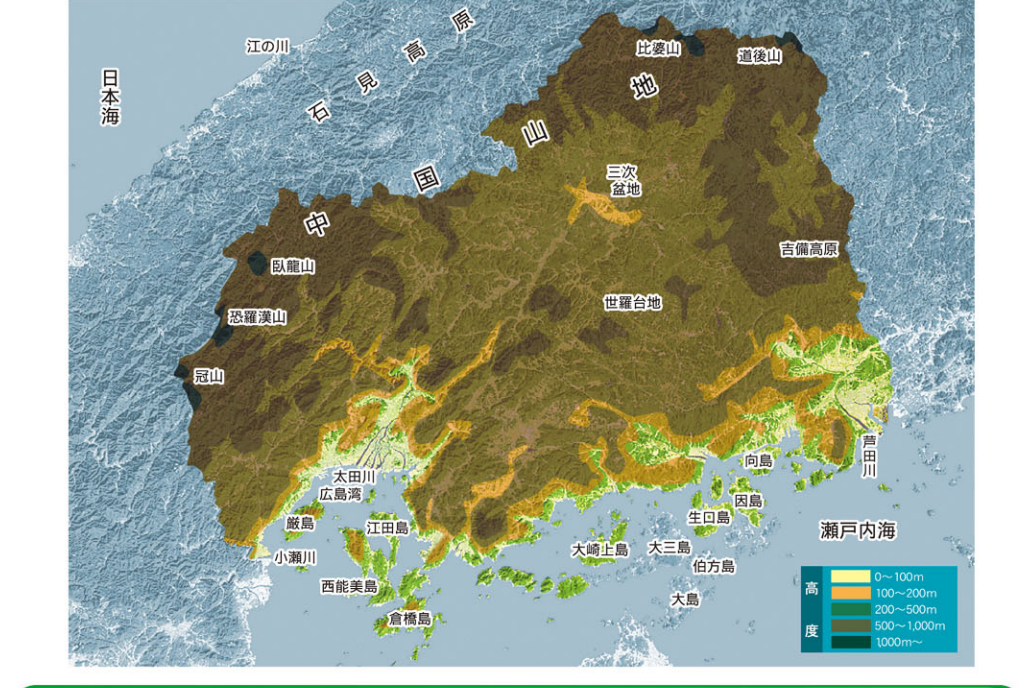 江の川
石見高原
日本海
比婆山
道後山
中国山地
三次
盆地
吉備高原
臥龍山
世羅台地
恐羅漢山
冠山
太田川
広島湾
厳島
江田島
小瀬川
西能美島
倉橋島
大崎上島
大三島
伯方島
大島
生口島
因島
向島
芦田川
瀬戸内海
高度
0〜100m
100〜200m
200〜500m
500〜1,000m
1,000m〜